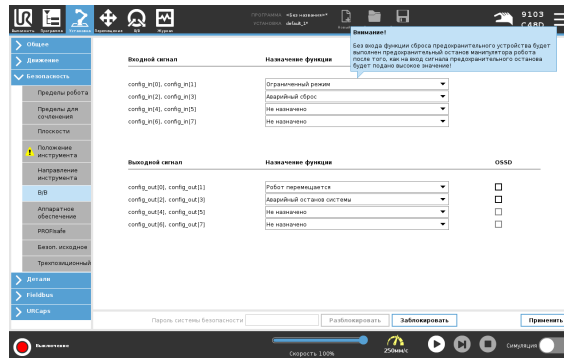 ПРОГРАММА <Без названия>*
УСТАНОВКА default_1*
9103
C48D
Программа
Установка
Перемещение
В/В
Журнал
Внимание!
Без входа функции сброса предохранительного устройства будет
выполнен предохранительный останов манипулятора робота
после того, как на вход сигнала предохранительного останова
будет подано высокое значение!
Общее
Движение
Безопасность
Пределы робота
Пределы для
сочленения
Плоскости
Положение
инструмента
Направление
инструмента
В/В
Аппаратное
обеспечение
PROFIsafe
Безоп. исходное
Трехпозиционный
Детали
Fieldbus
URCaps
Входной сигнал Назначение функции
config_in[0], config_in[1] Ограниченный режим
config_in[2], config_in[3] Аварийный сброс
config_in[4], config_in[5] Не назначено
config_in[6], config_in[7] Не назначено
Выходной сигнал Назначение функции OSSD
config_out[0], config_out[1] Робот перемещается
config_out[2], config_out[3] Аварийный останов системы
config_out[4], config_out[5] Не назначено
config_out[6], config_out[7] Не назначено
Пароль системы безопасности Разблокировать Заблокировать Применить
Выключение
Скорость 100%
250мм/с
Симуляция